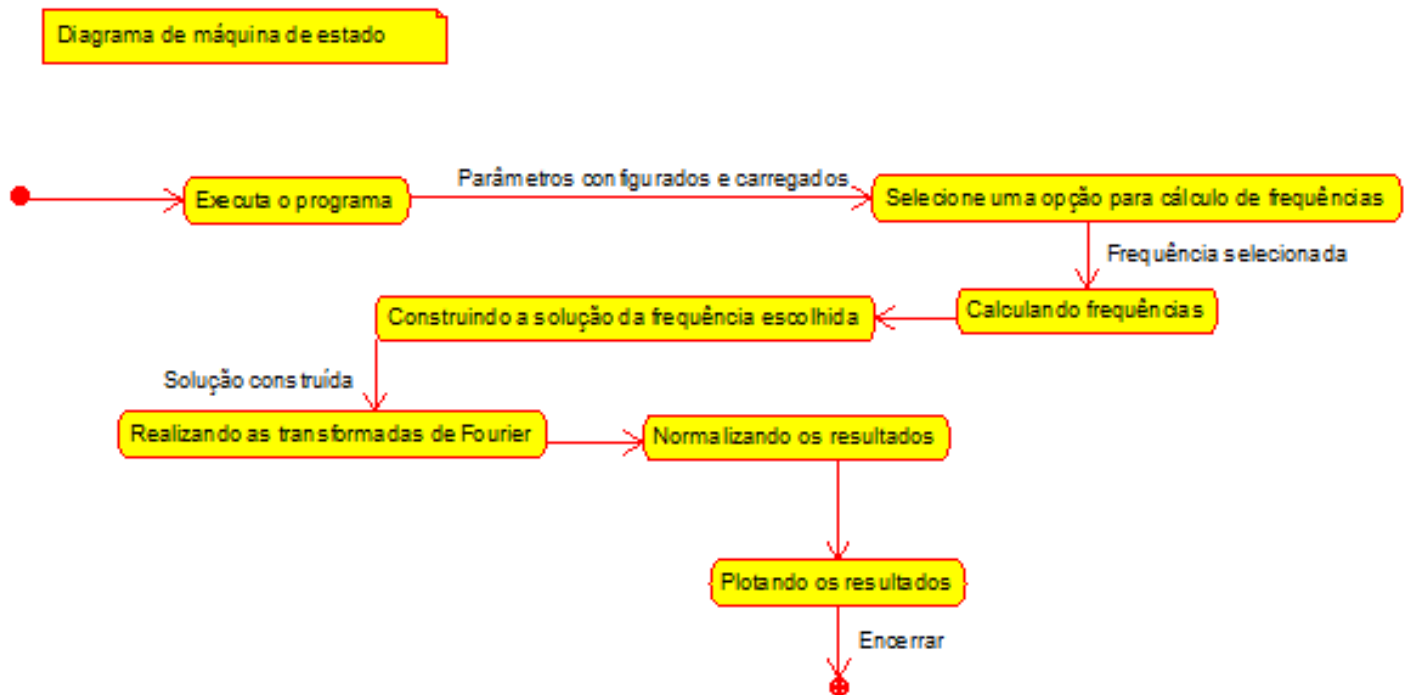 Diagrama de máquina de estado
Executa o programa
Parâmetros configurados e carregados
Selecione uma opção para cálculo de frequências
Frequência selecionada
Calculando frequências
Construindo a solução da frequência escolhida
Solução construída
Realizando as transformadas de Fourier
Normalizando os resultados
Plotando os resultados
Encerrar